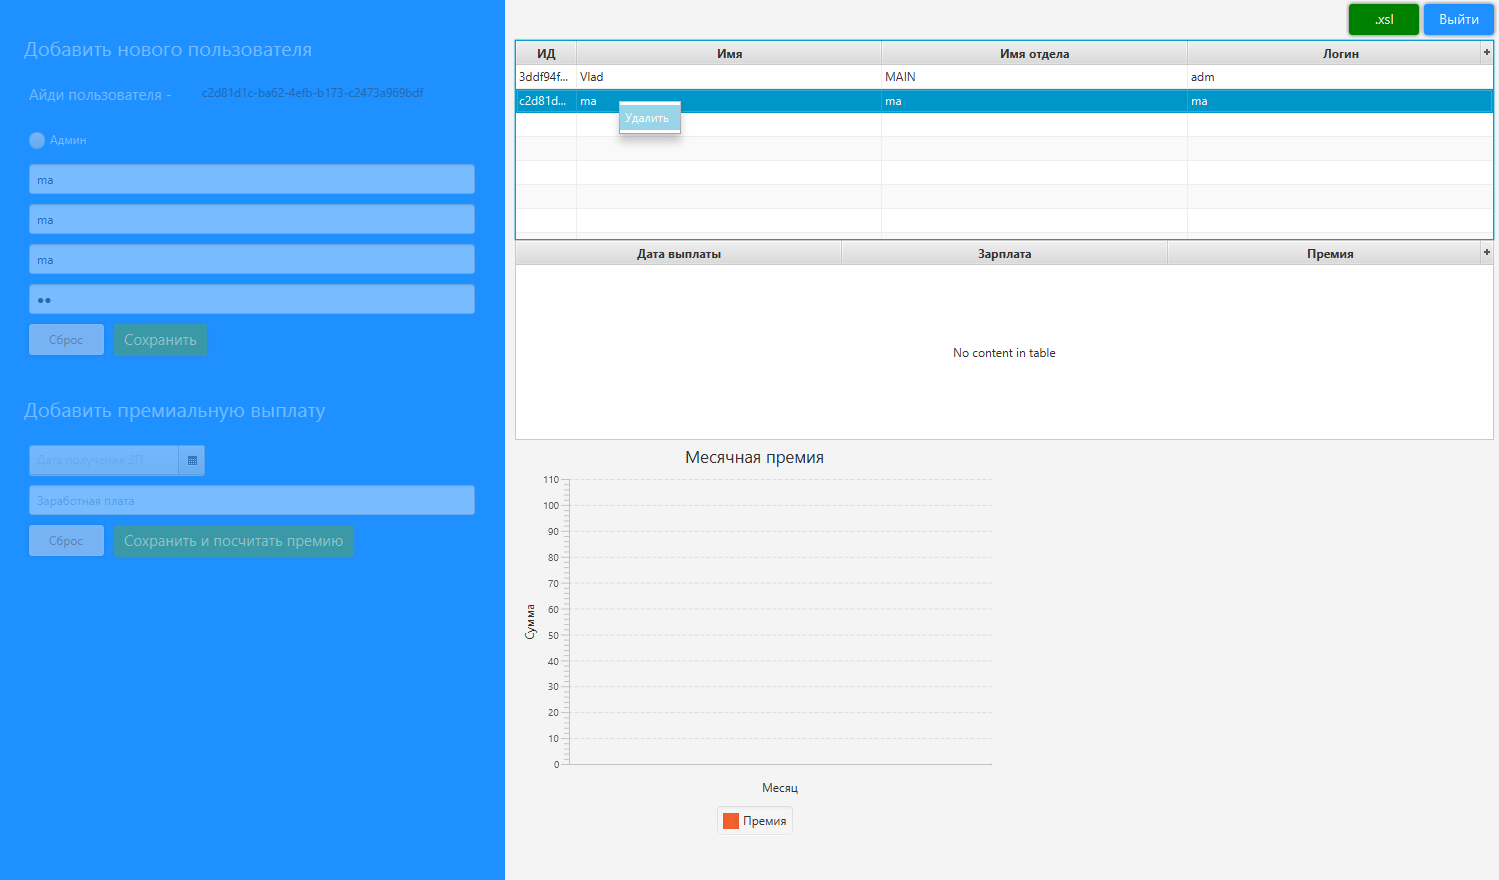 Добавить нового пользователя
Айди пользователя - c2d81d1c-ba62-4efb-b173-c2473a969bdf
Админ
ma
ma
ma
●●
Сброс Сохранить
Добавить премиальную выплату
Дата получения ЗП
Заработная плата
Сброс Сохранить и посчитать премию
.xsl Выйти
ИД Имя Имя отдела Логин +
3ddf94f... Vlad MAIN adm
c2d81d... ma ma ma
Удалить
Дата выплаты Зарплата Премия +
No content in table
Месячная премия
110
100
90
80
70
60
50
40
30
20
10
0
Сумма
Месяц
Премия